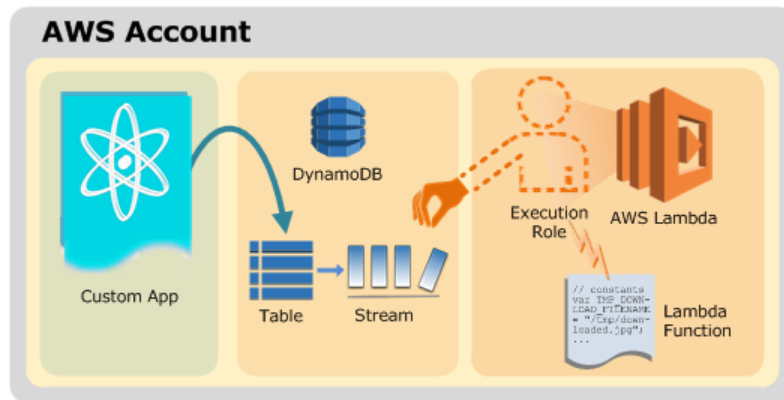 AWS Account
DynamoDB
Custom App
Table
Stream
Execution
Role
AWS Lambda
// constants
var TMP_DOWN-
LOAD_FILENAME
= "/tmp/down-
loaded.jpg";
...
Lambda
Function